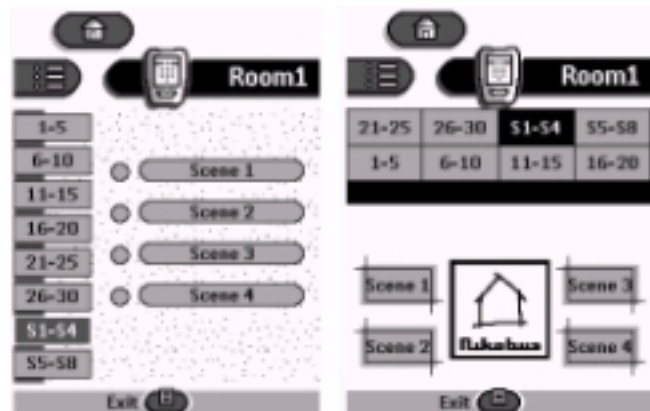 Room1
1-5
6-10
11-15
16-20
21-25
26-30
S1-S4
S5-S8
Scene 1
Scene 2
Scene 3
Scene 4
Exit
Room1
21-25 26-30 S1-S4 S5-S8
1-5 6-10 11-15 16-20
Scene 1 Scene 3
nikobus
Scene 2 Scene 4
Exit